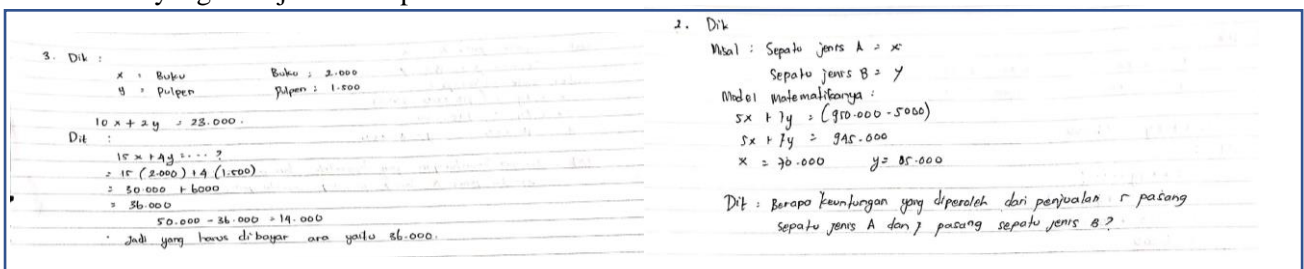 3. Dik :
x : Buku Buku : 2.000
y : Pulpen Pulpen : 1.500
10 x + 2y = 23.000.
Dit :
15 x + 4y = ... ?
= 15 (2.000) + 4 (1.500)
= 30.000 + 6000
= 36.000
50.000 - 36.000 = 14.000
Jadi yang harus dibayar ara yaitu 36.000.
2. Dik
Misal : Sepatu jenis A = x
Sepatu jenis B = y
Model matematikanya :
5x + 7y = (950.000 - 5000)
5x + 7y = 945.000
x = 70.000 y = 85.000
Dit : Berapa keuntungan yang diperoleh dari penjualan 5 pasang
sepatu jenis A dan 7 pasang sepatu jenis B ?